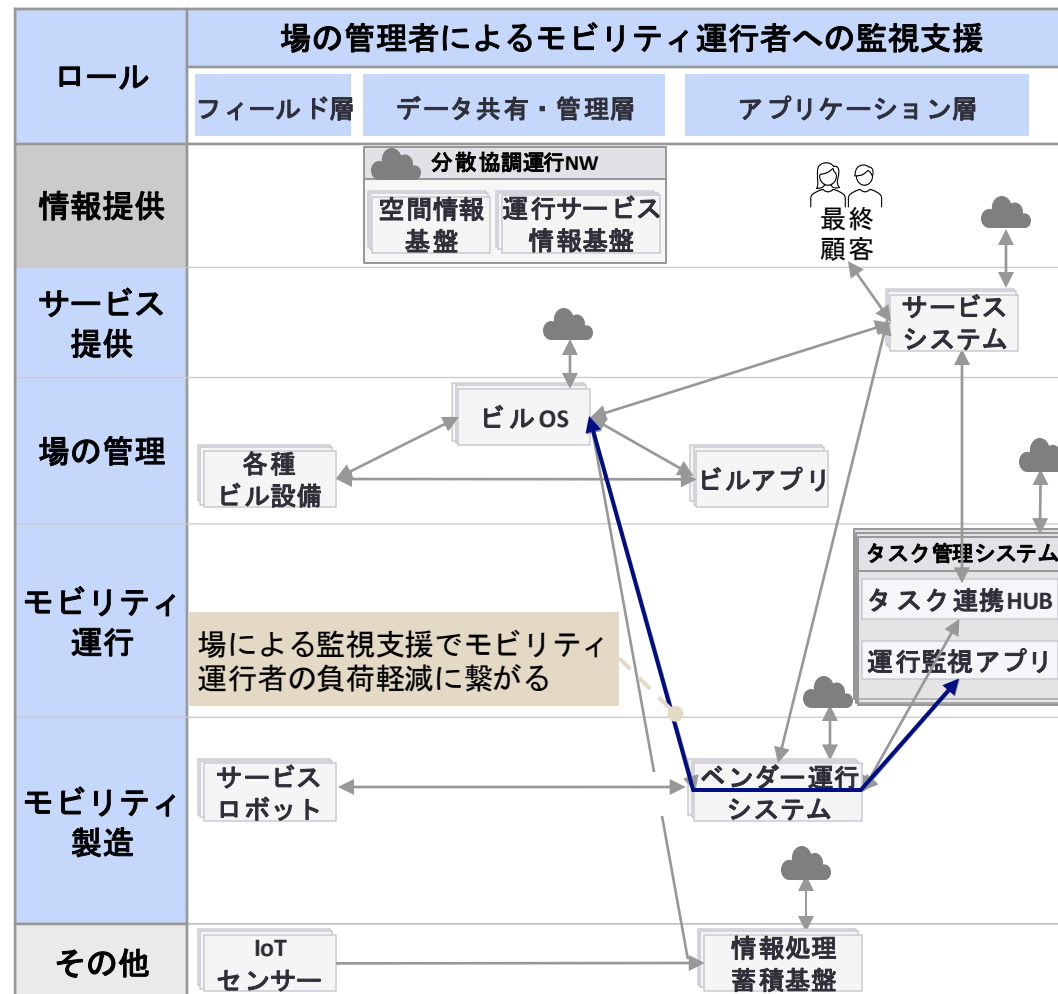 場の管理者によるモビリティ運行者への監視支援
ロール
フィールド層
データ共有・管理層
アプリケーション層
情報提供
分散協調運行NW
空間情報
基盤
運行サービス
情報基盤
最終
顧客
サービス
提供
サービス
システム
場の管理
ビルOS
各種
ビル設備
ビルアプリ
モビリティ
運行
タスク管理システム
タスク連携HUB
運行監視アプリ
場による監視支援でモビリティ
運行者の負荷軽減に繋がる
モビリティ
製造
サービス
ロボット
ベンダー運行
システム
その他
IoT
センサー
情報処理
蓄積基盤